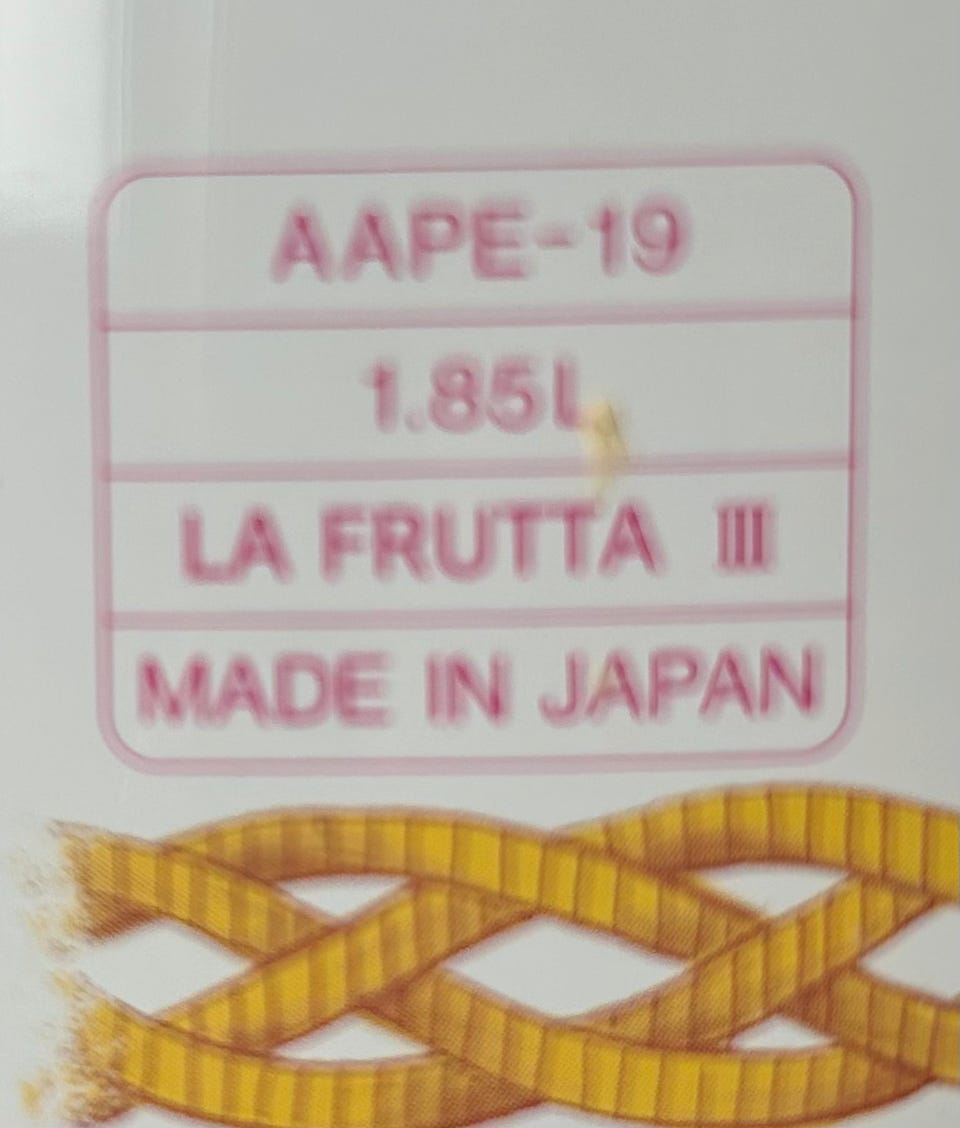 AAPE-19
1.85L
LA FRUTTA III
MADE IN JAPAN